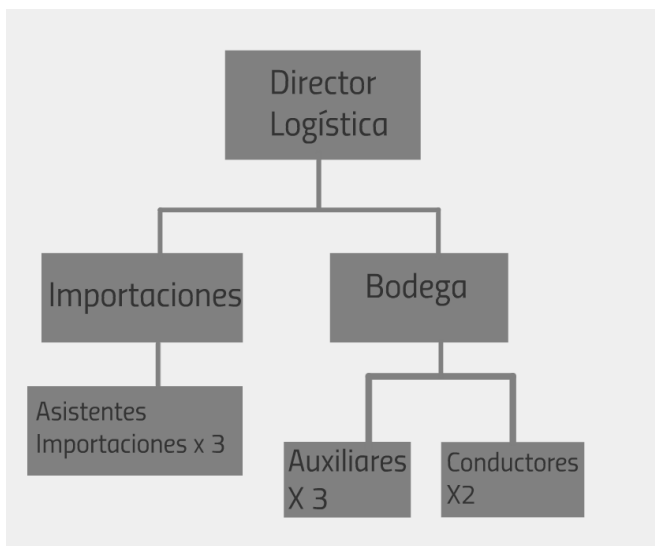 Director
Logística
Importaciones
Bodega
Asistentes
Importaciones x 3
Auxiliares
X 3
Conductores
X2